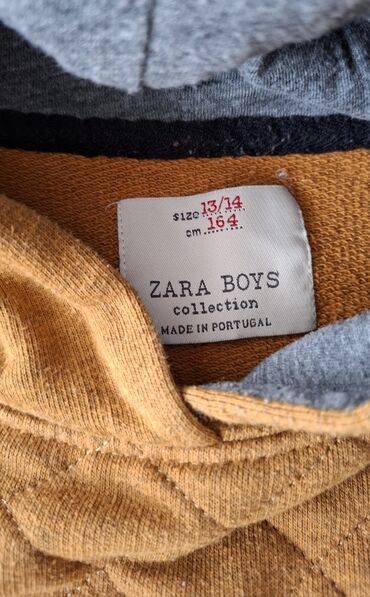 size 13/14
cm 164
ZARA BOYS
collection
MADE IN PORTUGAL